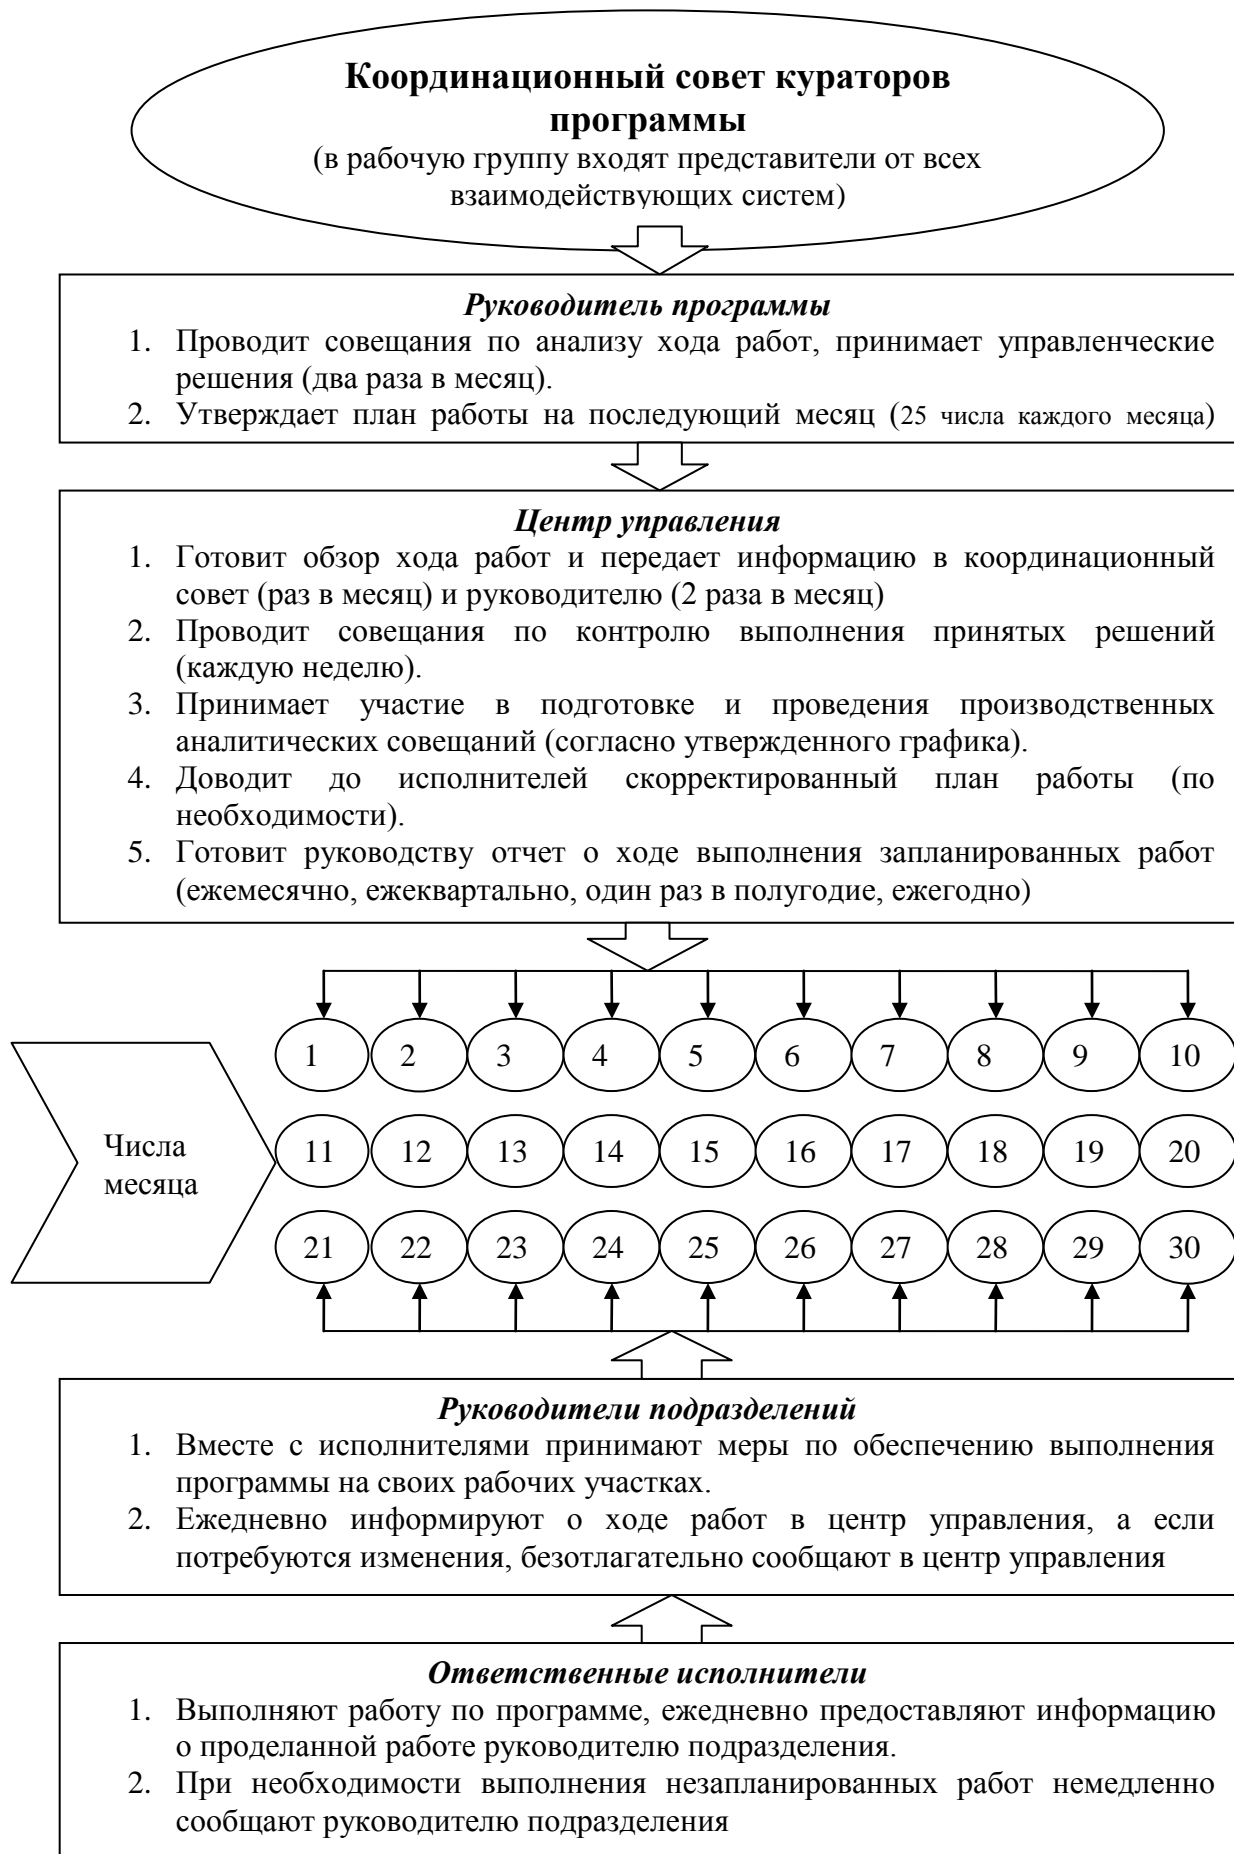 Координационный совет кураторов
программы
(в рабочую группу входят представители от всех
взаимодействующих систем)
Руководитель программы
1. Проводит совещания по анализу хода работ, принимает управленческие
решения (два раза в месяц).
2. Утверждает план работы на последующий месяц (25 числа каждого месяца)
Центр управления
1. Готовит обзор хода работ и передает информацию в координационный
совет (раз в месяц) и руководителю (2 раза в месяц)
2. Проводит совещания по контролю выполнения принятых решений
(каждую неделю).
3. Принимает участие в подготовке и проведения производственных
аналитических совещаний (согласно утвержденного графика).
4. Доводит до исполнителей скорректированный план работы (по
необходимости).
5. Готовит руководству отчет о ходе выполнения запланированных работ
(ежемесячно, ежеквартально, один раз в полугодие, ежегодно)
1 2 3 4 5 6 7 8 9 10
Числа
месяца
11 12 13 14 15 16 17 18 19 20
21 22 23 24 25 26 27 28 29 30
Руководители подразделений
1. Вместе с исполнителями принимают меры по обеспечению выполнения
программы на своих рабочих участках.
2. Ежедневно информируют о ходе работ в центр управления, а если
потребуются изменения, безотлагательно сообщают в центр управления
Ответственные исполнители
1. Выполняют работу по программе, ежедневно предоставляют информацию
о проделанной работе руководителю подразделения.
2. При необходимости выполнения незапланированных работ немедленно
сообщают руководителю подразделения